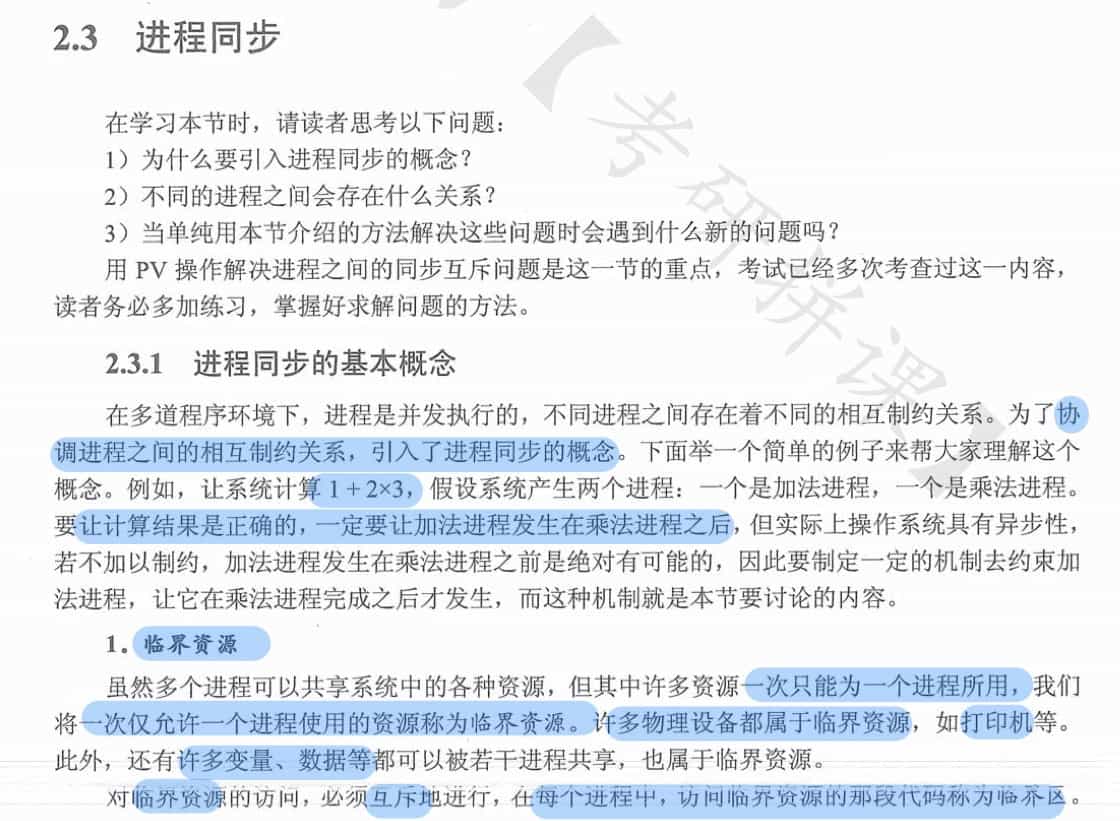 2.3 进程同步
在学习本节时，请读者思考以下问题：
1）为什么要引入进程同步的概念？
2）不同的进程之间会存在什么关系？
3）当单纯用本节介绍的方法解决这些问题时会遇到什么新的问题吗？
用 PV 操作解决进程之间的同步互斥问题是这一节的重点，考试已经多次考查过这一内容，
读者务必多加练习，掌握好求解问题的方法。
2.3.1 进程同步的基本概念
在多道程序环境下，进程是并发执行的，不同进程之间存在着不同的相互制约关系。为了协
调进程之间的相互制约关系，引入了进程同步的概念。下面举一个简单的例子来帮大家理解这个
概念。例如，让系统计算 1 + 2×3，假设系统产生两个进程：一个是加法进程，一个是乘法进程。
要让计算结果是正确的，一定要让加法进程发生在乘法进程之后，但实际上操作系统具有异步性，
若不加以制约，加法进程发生在乘法进程之前是绝对有可能的，因此要制定一定的机制去约束加
法进程，让它在乘法进程完成之后才发生，而这种机制就是本节要讨论的内容。
1. 临界资源
虽然多个进程可以共享系统中的各种资源，但其中许多资源一次只能为一个进程所用，我们
将一次仅允许一个进程使用的资源称为临界资源。许多物理设备都属于临界资源，如打印机等。
此外，还有许多变量、数据等都可以被若干进程共享，也属于临界资源。
对临界资源的访问，必须互斥地进行，在每个进程中，访问临界资源的那段代码称为临界区。
【考研拼课】